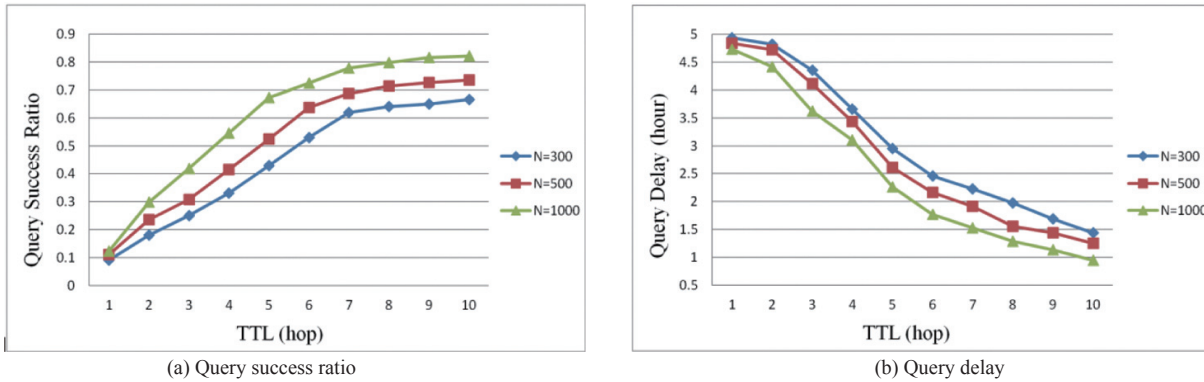 0.9
0.8
0.7
0.6
0.5
0.4
0.3
0.2
0.1
0
Query Success Ratio
1 2 3 4 5 6 7 8 9 10
TTL (hop)
N=300
N=500
N=1000
(a) Query success ratio
5
4.5
4
3.5
3
2.5
2
1.5
1
0.5
Query Delay (hour)
1 2 3 4 5 6 7 8 9 10
TTL (hop)
N=300
N=500
N=1000
(b) Query delay